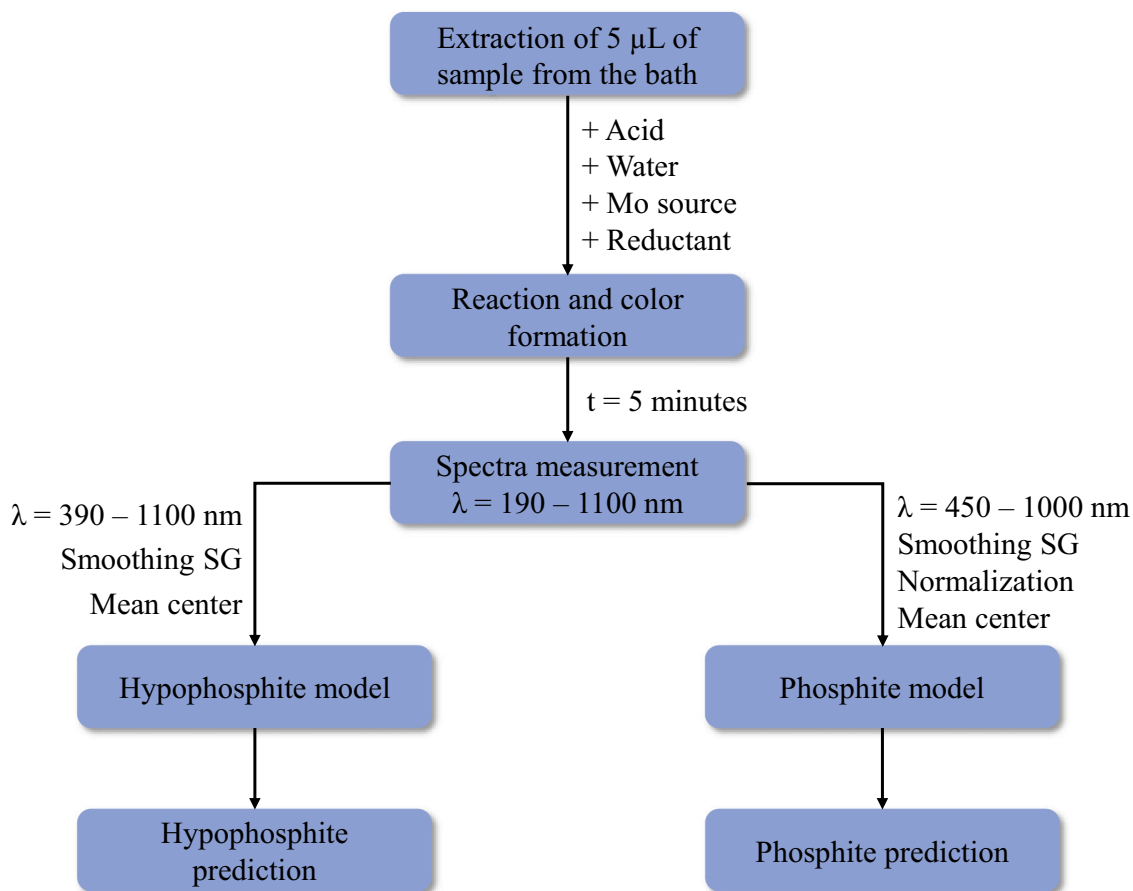 Extraction of 5 µL of
sample from the bath
+ Acid
+ Water
+ Mo source
+ Reductant
Reaction and color
formation
t = 5 minutes
Spectra measurement
λ = 190 – 1100 nm
λ = 390 – 1100 nm
Smoothing SG
Mean center
λ = 450 – 1000 nm
Smoothing SG
Normalization
Mean center
Hypophosphite model
Phosphite model
Hypophosphite
prediction
Phosphite prediction